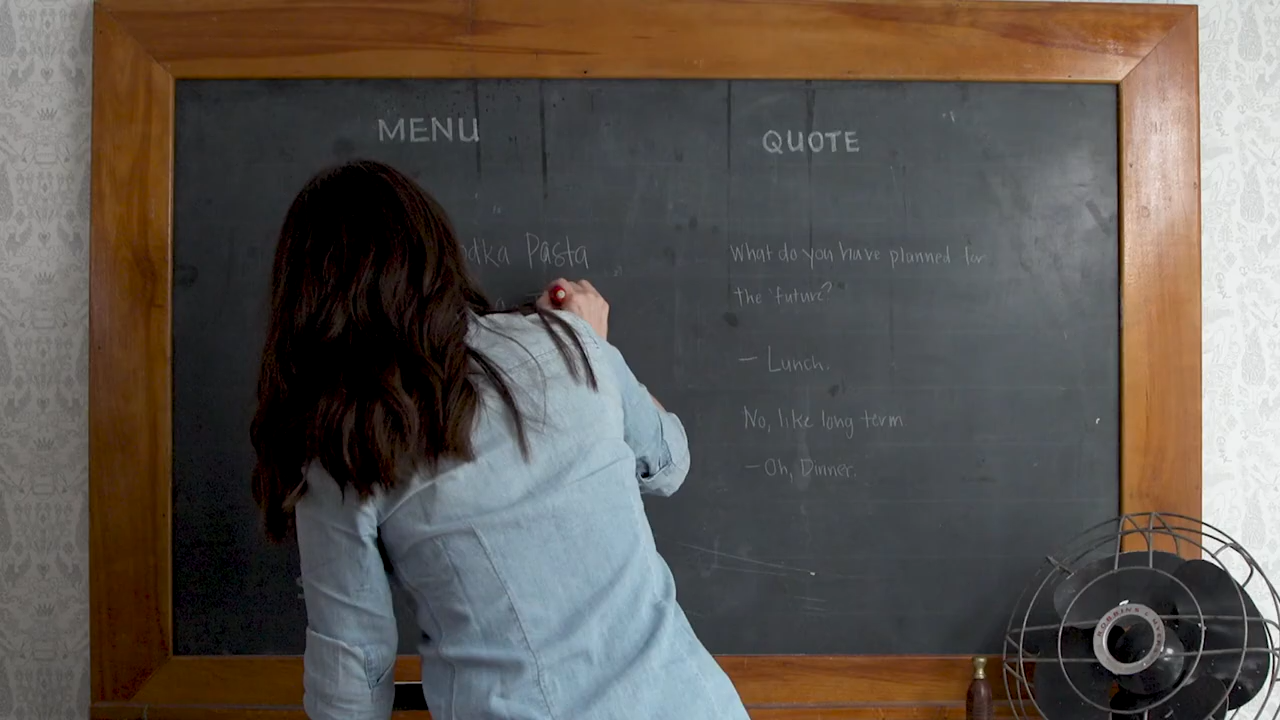 MENU
Pasta
QUOTE
What do you have planned for
the future?
— Lunch.
No, like long term
— Oh, Dinner.
ROBBINS & MYERS